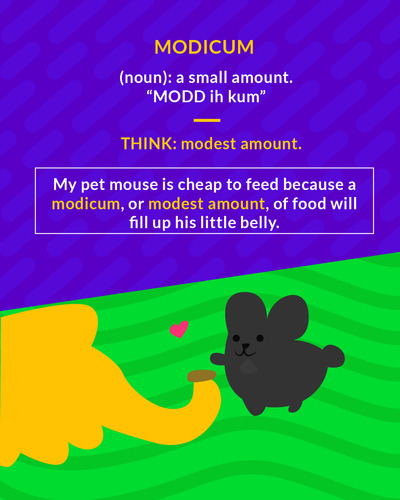 MODICUM
(noun): a small amount.
“MODD ih kum”
THINK: modest amount.
My pet mouse is cheap to feed because a
modicum, or modest amount, of food will
fill up his little belly.